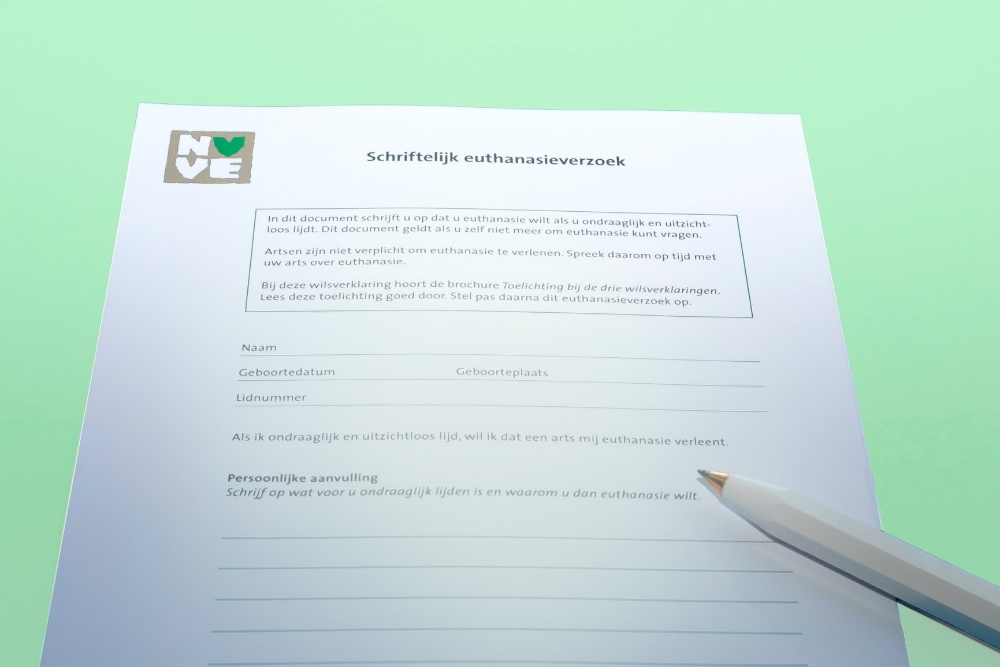 NVVE
Schriftelijk euthanasieverzoek
In dit document schrijft u op dat u euthanasie wilt als u ondraaglijk en uitzicht-
loos lijdt. Dit document geldt als u zelf niet meer om euthanasie kunt vragen.
Artsen zijn niet verplicht om euthanasie te verlenen. Spreek daarom op tijd met
uw arts over euthanasie.
Bij deze wilsverklaring hoort de brochure Toelichting bij de drie wilsverklaringen.
Lees deze toelichting goed door. Stel pas daarna dit euthanasieverzoek op.
Naam
Geboortedatum Geboorteplaats
Lidnummer
Als ik ondraaglijk en uitzichtloos lijd, wil ik dat een arts mij euthanasie verleent.
Persoonlijke aanvulling
Schrijf op wat voor u ondraaglijk lijden is en waarom u dan euthanasie wilt.